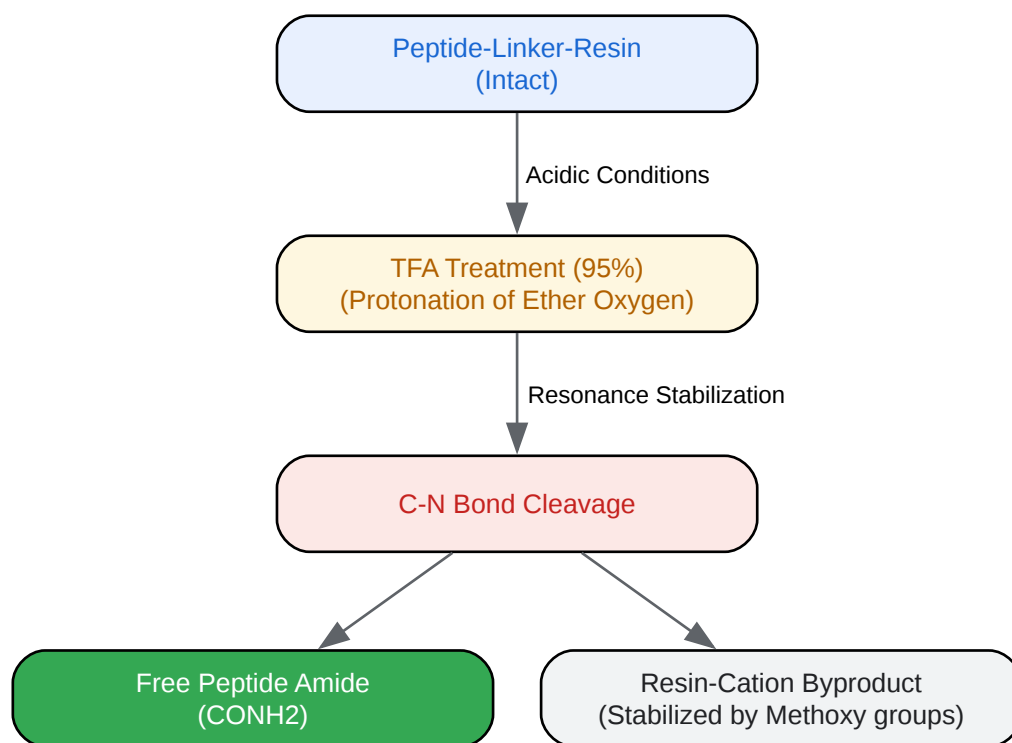 Peptide-Linker-Resin
(Intact)
Acidic Conditions
TFA Treatment (95%)
(Protonation of Ether Oxygen)
Resonance Stabilization
C-N Bond Cleavage
Free Peptide Amide
(CONH2)
Resin-Cation Byproduct
(Stabilized by Methoxy groups)